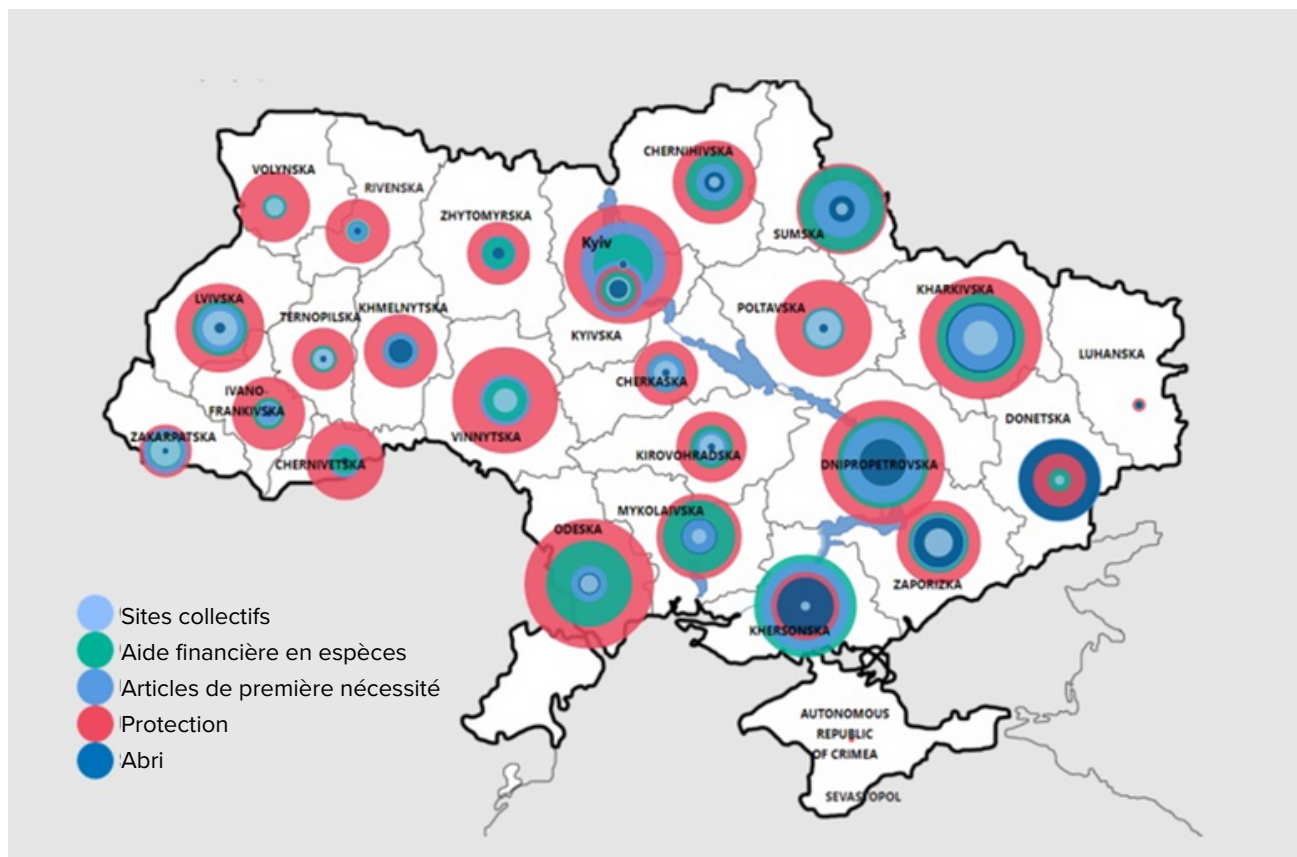 CHERNIHIVSKA
VOLYNSKA
RIVENSKA
ZHYTOMYRSKA
SUMSKA
Kyiv
KHARKIVSKA
LVIVSKA
TERNOPILSKA
KHMELNYTSKA
POLTAVSKA
KYIVSKA
LUHANSKA
CHERKASKA
IVANO-
FRANKIVSKA
DONETSKA
ZAKARPATSKA
VINNYTSKA
KIROVOHRADSKA
CHERNIVETSKA
DNIPROPETROVSKA
MYKOLAIVSKA
ODESKA
ZAPORIZKA
KHERSONSKA
Sites collectifs
Aide financière en espèces
Articles de première nécessité
Protection
Abri
AUTONOMOUS
REPUBLIC
OF CRIMEA
SEVASTOPOL